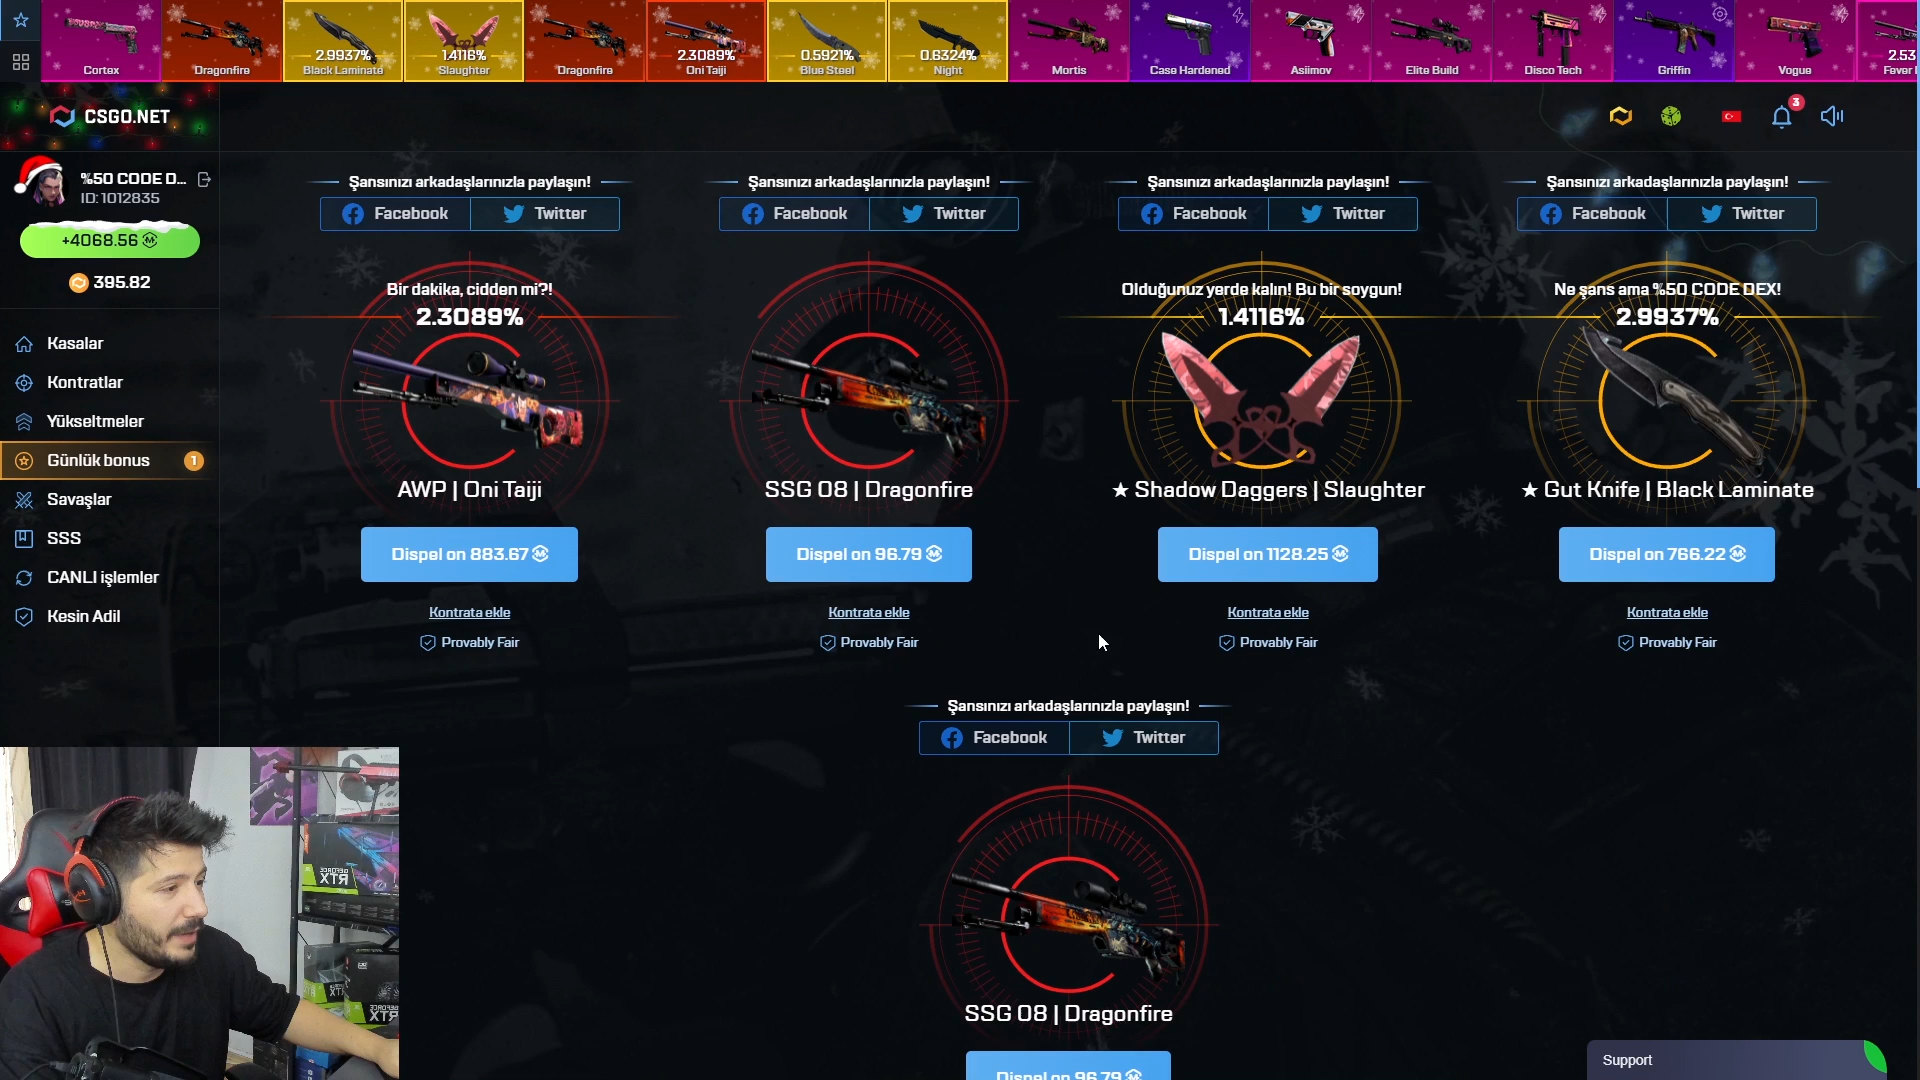 Cortex
Dragonfire
2.9937%
Black Laminate
1.4116%
Slaughter
Dragonfire
2.3089%
Oni Taiji
0.5921%
Blue Steel
0.6324%
Night
Mortis
Case Hardened
Asiimov
Elite Build
Disco Tech
Griffin
Vogue
2.53
Fever
CSGO.NET
3
%50 CODE D...
ID: 1012835
+4068.56
395.82
Kasalar
Kontratlar
Yükseltmeler
Günlük bonus 1
Savaşlar
SSS
CANLI işlemler
Kesin Adil
Şansınızı arkadaşlarınızla paylaşın!
Facebook Twitter
Bir dakika, cidden mi?!
2.3089%
AWP | Oni Taiji
Dispel on 883.67
Kontrata ekle
Provably Fair
Şansınızı arkadaşlarınızla paylaşın!
Facebook Twitter
SSG 08 | Dragonfire
Dispel on 96.79
Kontrata ekle
Provably Fair
Şansınızı arkadaşlarınızla paylaşın!
Facebook Twitter
Olduğunuz yerde kalın! Bu bir soygun!
1.4116%
★ Shadow Daggers | Slaughter
Dispel on 1128.25
Kontrata ekle
Provably Fair
Şansınızı arkadaşlarınızla paylaşın!
Facebook Twitter
Ne şans ama %50 CODE DEX!
2.9937%
★ Gut Knife | Black Laminate
Dispel on 766.22
Kontrata ekle
Provably Fair
Şansınızı arkadaşlarınızla paylaşın!
Facebook Twitter
SSG 08 | Dragonfire
Dispel on 96.79
Support